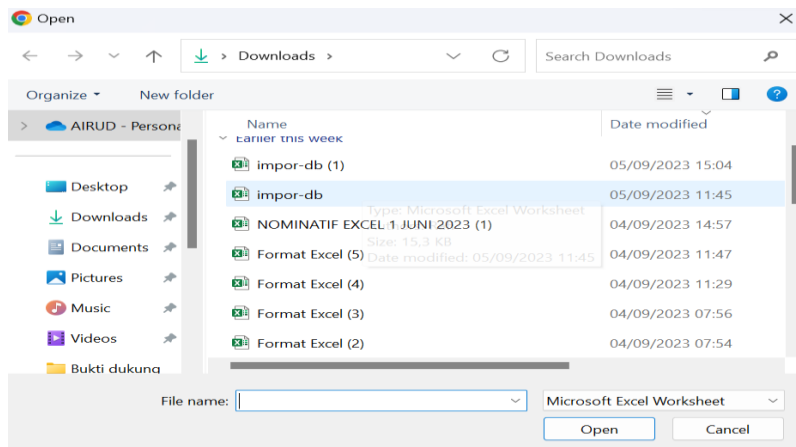 Open
Downloads
Search Downloads
Organize
New folder
AIRUD - Persona
Desktop
Downloads
Documents
Pictures
Music
Videos
Bukti dukung
Name
Date modified
Earlier this week
impor-db (1)
05/09/2023 15:04
impor-db
05/09/2023 11:45
Type: Microsoft Excel Worksheet
NOMINATIF EXCEL 1 JUNI 2023 (1)
04/09/2023 14:57
Size: 15,3 KB
Format Excel (5)
Date modified: 05/09/2023 11:45
04/09/2023 11:47
Format Excel (4)
04/09/2023 11:29
Format Excel (3)
04/09/2023 07:56
Format Excel (2)
04/09/2023 07:54
File name:
Microsoft Excel Worksheet
Open
Cancel